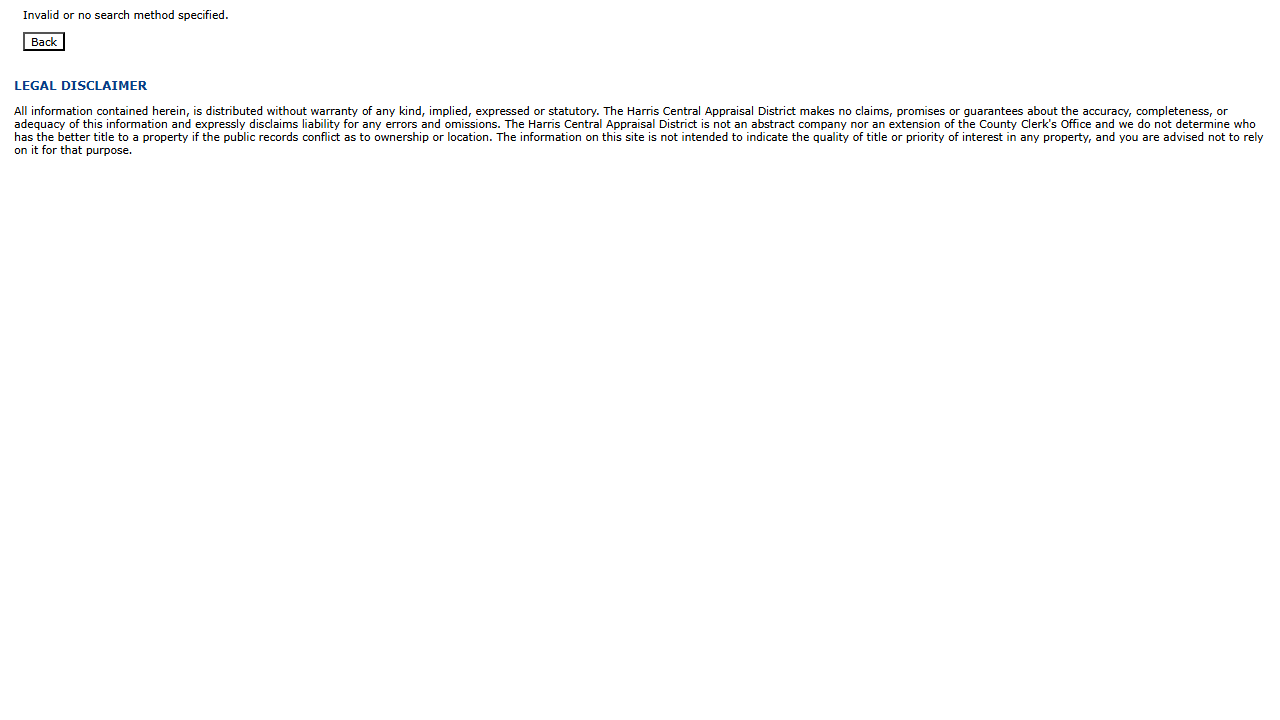 Invalid or no search method specified.
Back
LEGAL DISCLAIMER
All information contained herein, is distributed without warranty of any kind, implied, expressed or statutory. The Harris Central Appraisal District makes no claims, promises or guarantees about the accuracy, completeness, or
adequacy of this information and expressly disclaims liability for any errors and omissions. The Harris Central Appraisal District is not an abstract company nor an extension of the County Clerk's Office and we do not determine who
has the better title to a property if the public records conflict as to ownership or location. The information on this site is not intended to indicate the quality of title or priority of interest in any property, and you are advised not to rely
on it for that purpose.